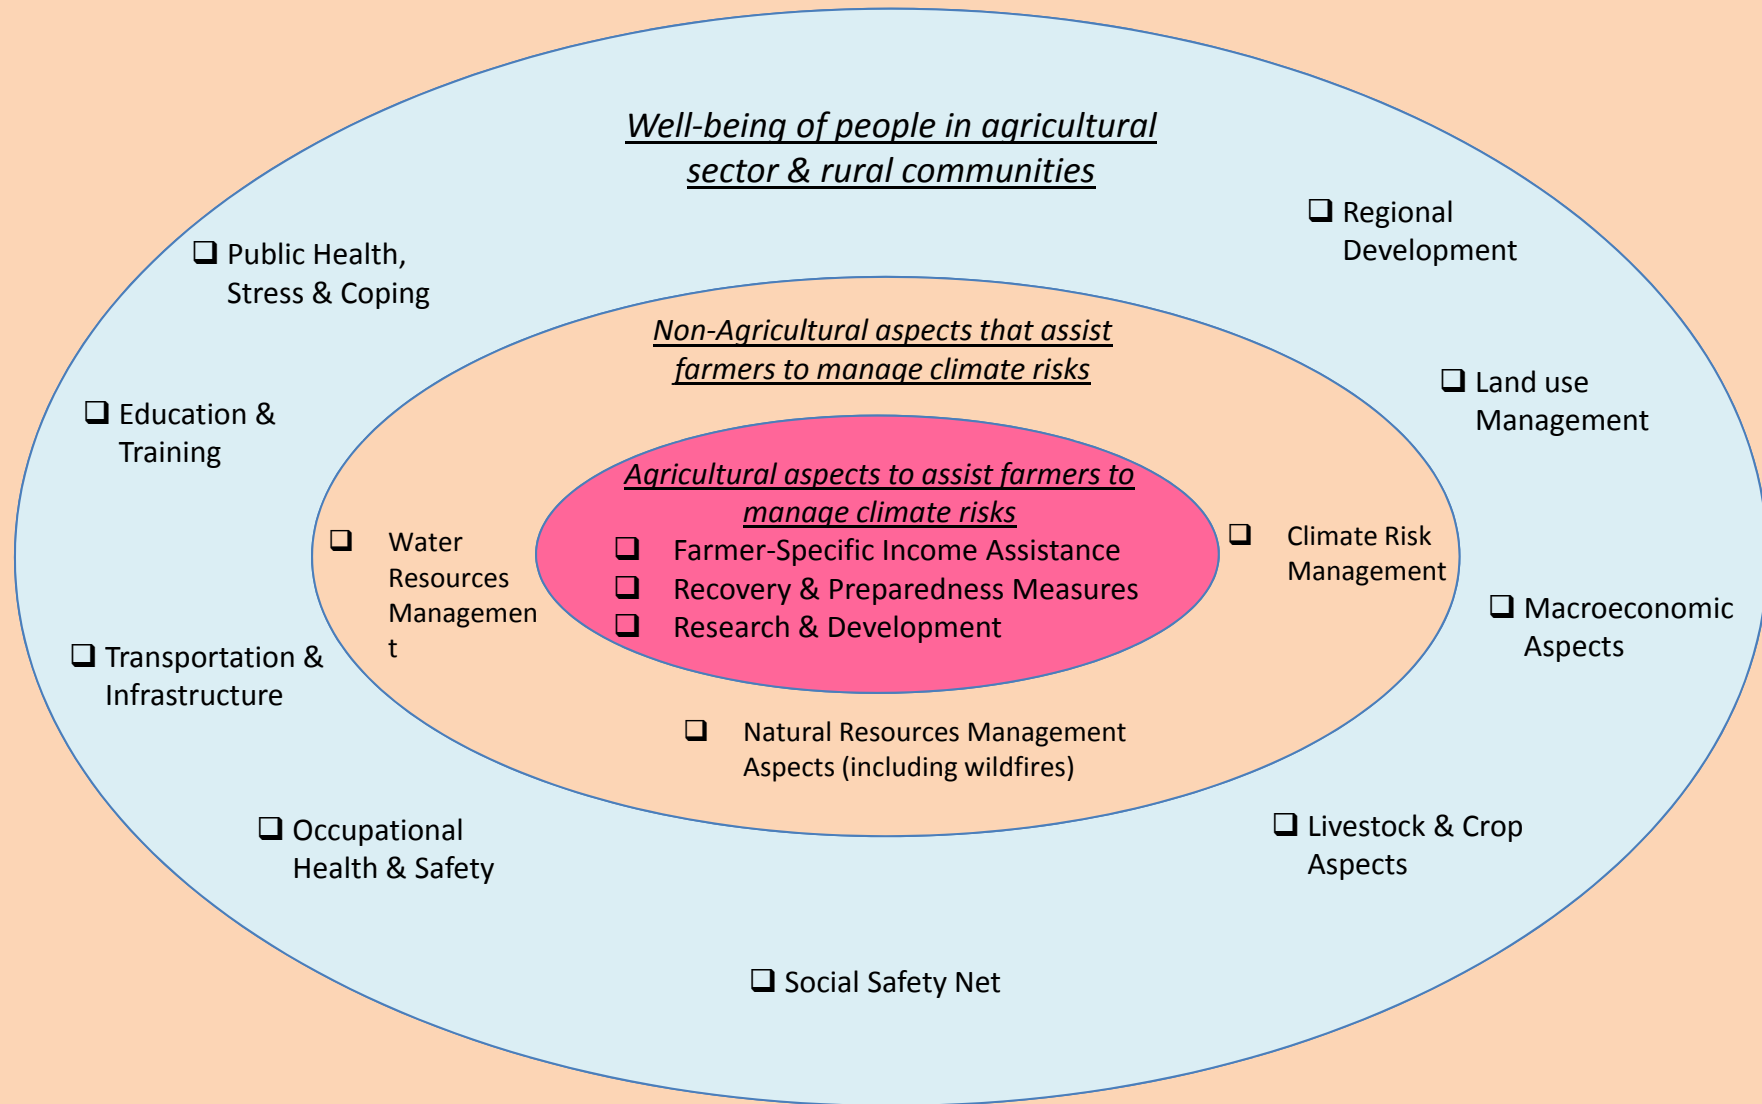 Well-being of people in agricultural
sector & rural communities
❑ Regional
Development
❑ Public Health,
Stress & Coping
Non-Agricultural aspects that assist
farmers to manage climate risks
❑ Land use
Management
❑ Education &
Training
Agricultural aspects to assist farmers to
manage climate risks
❑ Farmer-Specific Income Assistance
❑ Recovery & Preparedness Measures
❑ Research & Development
❑ Water
Resources
Managemen
t
❑ Climate Risk
Management
❑ Macroeconomic
Aspects
❑ Transportation &
Infrastructure
❑ Natural Resources Management
Aspects (including wildfires)
❑ Occupational
Health & Safety
❑ Livestock & Crop
Aspects
❑ Social Safety Net